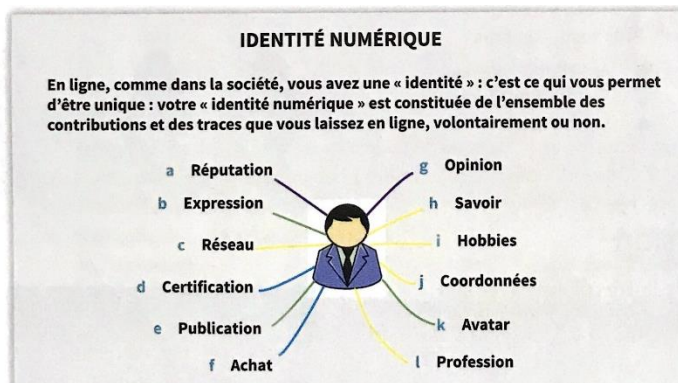 IDENTITÉ NUMÉRIQUE
En ligne, comme dans la société, vous avez une « identité » : c'est ce qui vous permet
d'être unique : votre « identité numérique » est constituée de l'ensemble des
contributions et des traces que vous laissez en ligne, volontairement ou non.
a Réputation
b Expression
c Réseau
d Certification
e Publication
f Achat
g Opinion
h Savoir
i Hobbies
j Coordonnées
k Avatar
l Profession